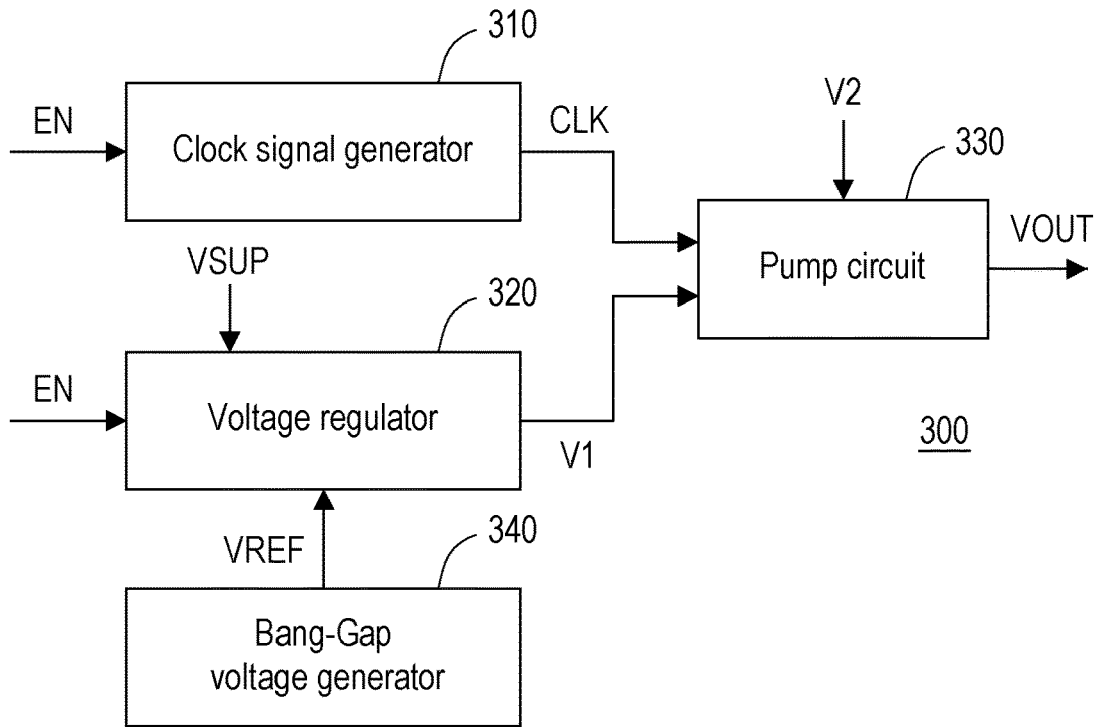 310
EN
Clock signal generator
CLK
V2
330
Pump circuit
VOUT
VSUP
320
EN
Voltage regulator
V1
300
VREF
340
Bang-Gap
voltage generator